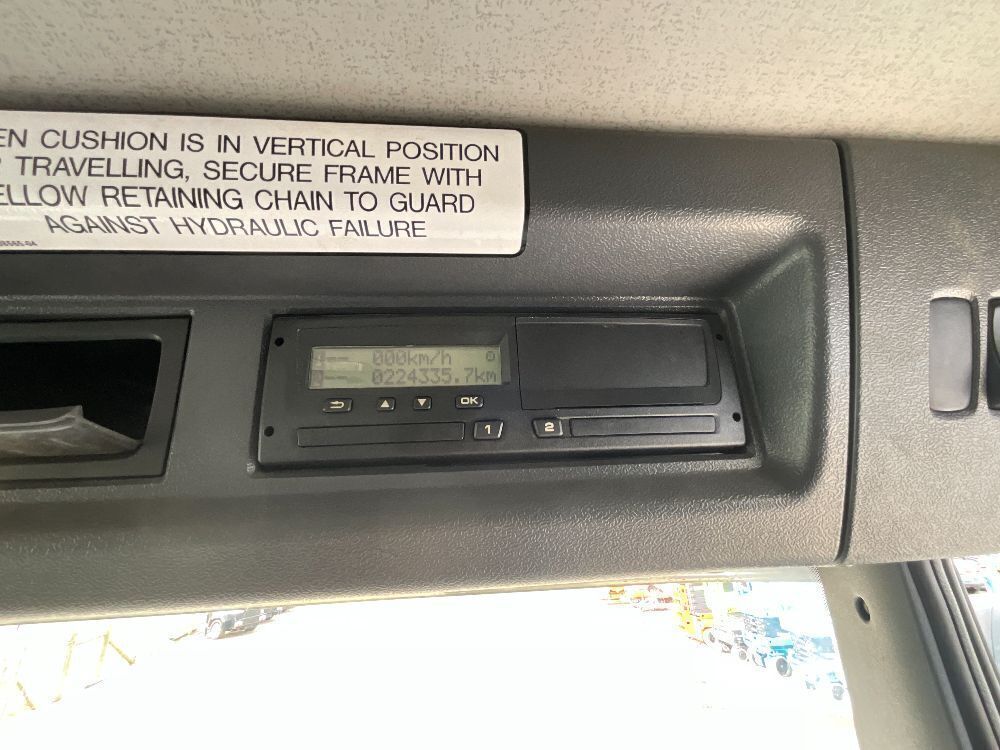 EN CUSHION IS IN VERTICAL POSITION
TRAVELLING, SECURE FRAME WITH
ELLOW RETAINING CHAIN TO GUARD
AGAINST HYDRAULIC FAILURE
000km/h
0224335.7km
OK
1 2